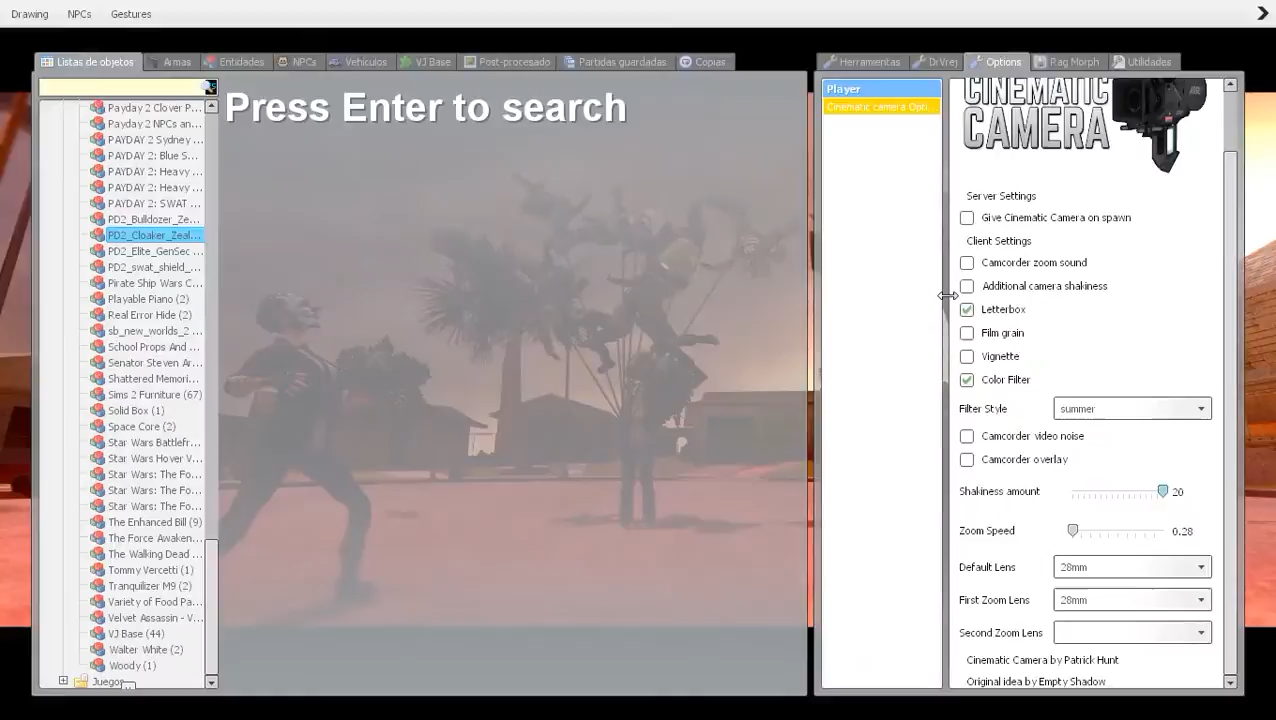 Drawing NPCs Gestures
Listas de objetos Armas Entidades NPCs Vehículos VJ Base Post-procesado Partidas guardadas Copias
Herramientas DrVrej Options Rag Morph Utilidades
Press Enter to search
Payday 2 Clover P...
Payday 2 NPCs an...
PAYDAY 2 Sydney ...
PAYDAY 2: Blue S...
PAYDAY 2: Heavy ...
PAYDAY 2: Heavy ...
PAYDAY 2: SWAT ...
PD2_Bulldozer_Ze...
PD2_Cloaker_Zeal...
PD2_Elite_GenSec ...
PD2_swat_shield_...
Pirate Ship Wars C...
Playable Piano (2)
Real Error Hide (2)
sb_new_worlds_2 ...
School Props And ...
Senator Steven Ar...
Shattered Memori...
Sims 2 Furniture (67)
Solid Box (1)
Space Core (2)
Star Wars Battlefr...
Star Wars Hover V...
Star Wars: The Fo...
Star Wars: The Fo...
Star Wars: The Fo...
The Enhanced Bill (9)
The Force Awaken...
The Walking Dead ...
Tommy Vercetti (1)
Tranquilizer M9 (2)
Variety of Food Pa...
Velvet Assassin - V...
VJ Base (44)
Walter White (2)
Woody (1)
Juegos
Player
Cinematic camera Opti...
CINEMATIC
CAMERA
Server Settings
Give Cinematic Camera on spawn
Client Settings
Camcorder zoom sound
Additional camera shakiness
Letterbox
Film grain
Vignette
Color Filter
Filter Style summer
Camcorder video noise
Camcorder overlay
Shakiness amount 20
Zoom Speed 0.28
Default Lens 28mm
First Zoom Lens 28mm
Second Zoom Lens
Cinematic Camera by Patrick Hunt
Original idea by Empty Shadow